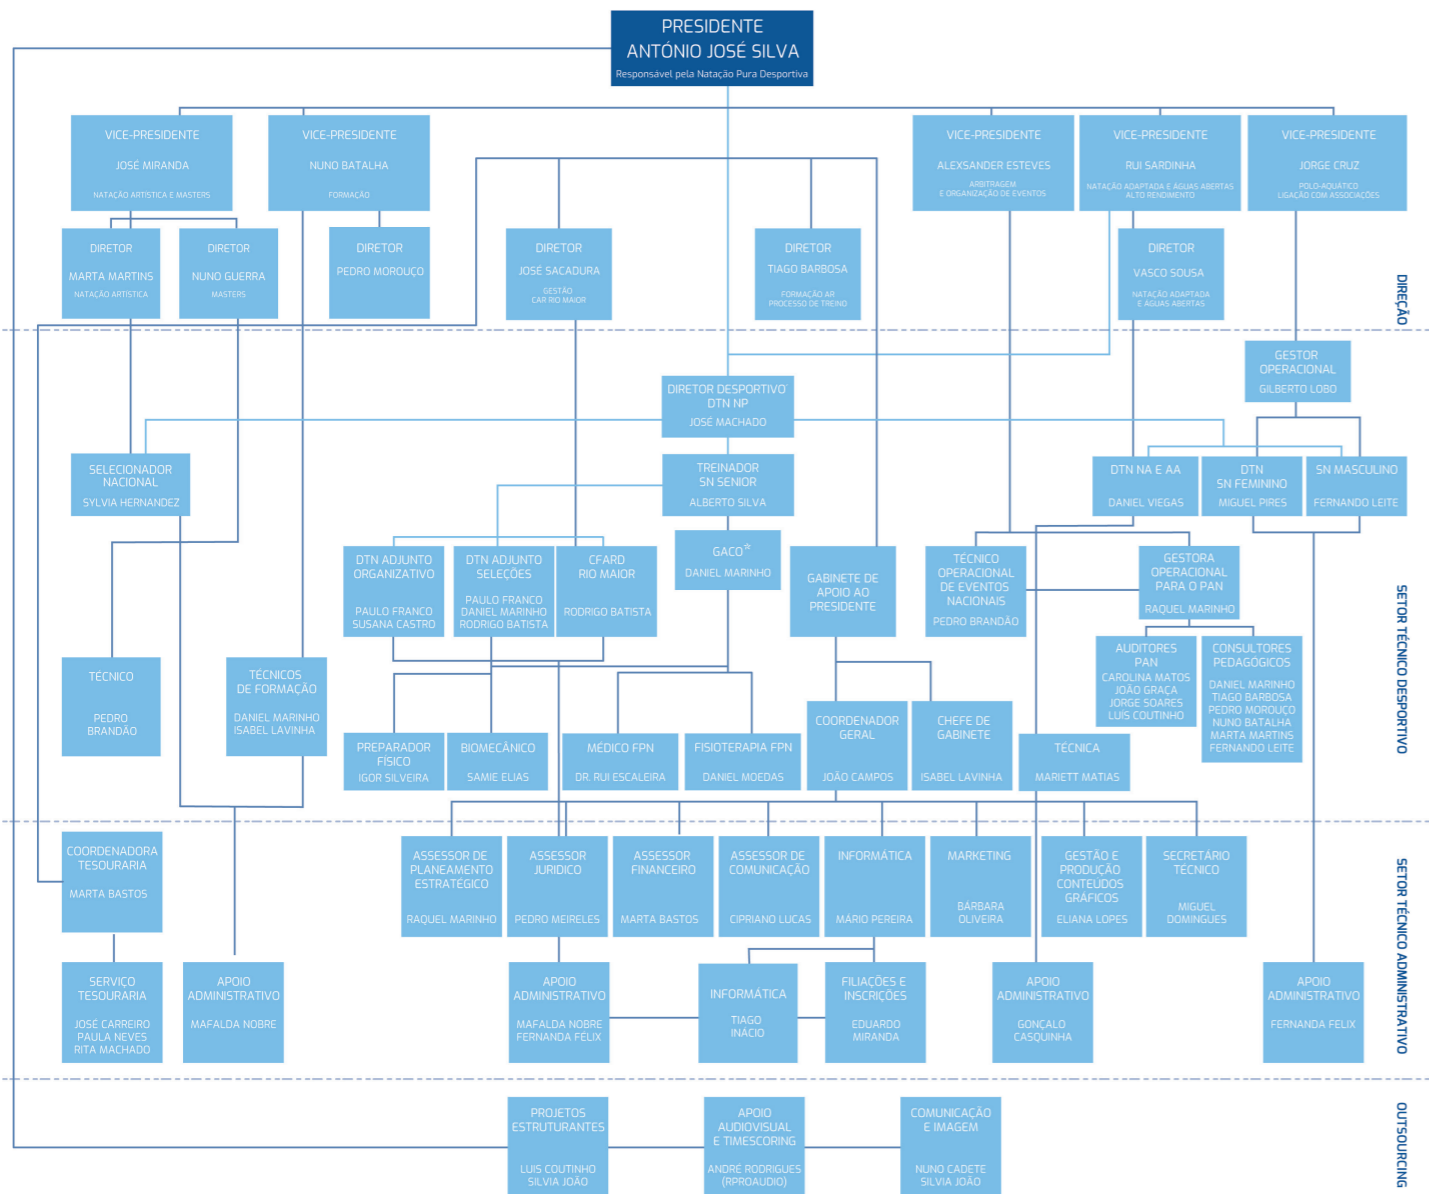 PRESIDENTE
ANTÓNIO JOSÉ SILVA
Responsável pela Natação Pura Desportiva
VICE-PRESIDENTE
JOSÉ MIRANDA
NATAÇÃO ARTÍSTICA E MASTERS
VICE-PRESIDENTE
NUNO BATALHA
FORMAÇÃO
VICE-PRESIDENTE
ALEXSANDER ESTEVES
ARBITRAGEM
E ORGANIZAÇÃO DE EVENTOS
VICE-PRESIDENTE
RUI SARDINHA
NATAÇÃO ADAPTADA E ÁGUAS ABERTAS
ALTO RENDIMENTO
VICE-PRESIDENTE
JORGE CRUZ
POLO-AQUÁTICO
LIGAÇÃO COM ASSOCIAÇÕES
DIRETOR
MARTA MARTINS
NATAÇÃO ARTÍSTICA
DIRETOR
NUNO GUERRA
MASTERS
DIRETOR
PEDRO MOROUÇO
DIRETOR
JOSÉ SACADURA
GESTÃO
CAR RIO MAIOR
DIRETOR
TIAGO BARBOSA
FORMAÇÃO AR
PROCESSO DE TREINO
DIRETOR
VASCO SOUSA
NATAÇÃO ADAPTADA
E ÁGUAS ABERTAS
DIREÇÃO
GESTOR
OPERACIONAL
GILBERTO LOBO
DIRETOR DESPORTIVO
DTN NP
JOSÉ MACHADO
SELECIONADOR
NACIONAL
SYLVIA HERNANDEZ
TREINADOR
SN SENIOR
ALBERTO SILVA
DTN NA E AA
DANIEL VIEGAS
DTN
SN FEMININO
MIGUEL PIRES
SN MASCULINO
FERNANDO LEITE
DTN ADJUNTO
ORGANIZATIVO
PAULO FRANCO
SUSANA CASTRO
DTN ADJUNTO
SELEÇÕES
PAULO FRANCO
DANIEL MARINHO
RODRIGO BATISTA
CFARD
RIO MAIOR
RODRIGO BATISTA
GACO*
DANIEL MARINHO
GABINETE DE
APOIO AO
PRESIDENTE
TÉCNICO
OPERACIONAL
DE EVENTOS
NACIONAIS
PEDRO BRANDÃO
GESTORA
OPERACIONAL
PARA O PAN
RAQUEL MARINHO
SETOR TÉCNICO DESPORTIVO
AUDITORES
PAN
CAROLINA MATOS
JOÃO GRAÇA
JORGE SOARES
LUÍS COUTINHO
CONSULTORES
PEDAGÓGICOS
DANIEL MARINHO
TIAGO BARBOSA
PEDRO MOROUÇO
NUNO BATALHA
MARTA MARTINS
FERNANDO LEITE
TÉCNICO
PEDRO
BRANDÃO
TÉCNICOS
DE FORMAÇÃO
DANIEL MARINHO
ISABEL LAVINHA
PREPARADOR
FÍSICO
IGOR SILVEIRA
BIOMECÂNICO
SAMIE ELIAS
MÉDICO FPN
DR. RUI ESCALEIRA
FISIOTERAPIA FPN
DANIEL MOEDAS
COORDENADOR
GERAL
JOÃO CAMPOS
CHEFE DE
GABINETE
ISABEL LAVINHA
TÉCNICA
MARIETT MATIAS
COORDENADORA
TESOURARIA
MARTA BASTOS
ASSESSOR DE
PLANEAMENTO
ESTRATÉGICO
RAQUEL MARINHO
ASSESSOR
JURIDICO
PEDRO MEIRELES
ASSESSOR
FINANCEIRO
MARTA BASTOS
ASSESSOR DE
COMUNICAÇÃO
CIPRIANO LUCAS
INFORMÁTICA
MÁRIO PEREIRA
MARKETING
BÁRBARA
OLIVEIRA
GESTÃO E
PRODUÇÃO
CONTEÚDOS
GRÁFICOS
ELIANA LOPES
SECRETÁRIO
TÉCNICO
MIGUEL
DOMINGUES
SETOR TÉCNICO ADMINISTRATIVO
SERVIÇO
TESOURARIA
JOSÉ CARREIRO
PAULA NEVES
RITA MACHADO
APOIO
ADMINISTRATIVO
MAFALDA NOBRE
APOIO
ADMINISTRATIVO
MAFALDA NOBRE
FERNANDA FÉLIX
INFORMÁTICA
TIAGO
INÁCIO
FILIAÇÕES E
INSCRIÇÕES
EDUARDO
MIRANDA
APOIO
ADMINISTRATIVO
GONÇALO
CASQUINHA
APOIO
ADMINISTRATIVO
FERNANDA FELIX
PROJETOS
ESTRUTURANTES
LUIS COUTINHO
SILVIA JOÃO
APOIO
AUDIOVISUAL
E TIMESCORING
ANDRÉ RODRIGUES
(RPROAUDIO)
COMUNICAÇÃO
E IMAGEM
NUNO CADETE
SILVIA JOÃO
OUTSOURCING